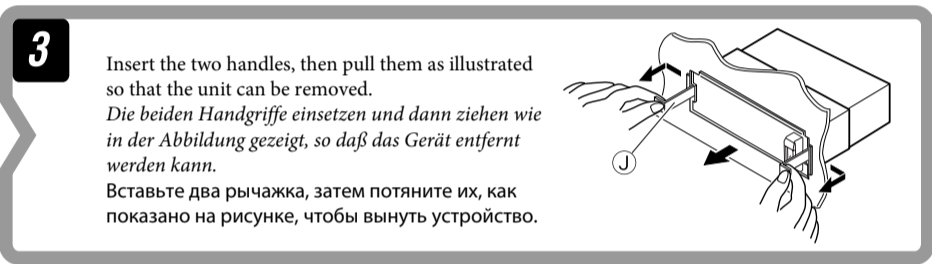 3
Insert the two handles, then pull them as illustrated
so that the unit can be removed.
Die beiden Handgriffe einsetzen und dann ziehen wie
in der Abbildung gezeigt, so daß das Gerät entfernt
werden kann.
Вставьте два рычажка, затем потяните их, как
показано на рисунке, чтобы вынуть устройство.
J